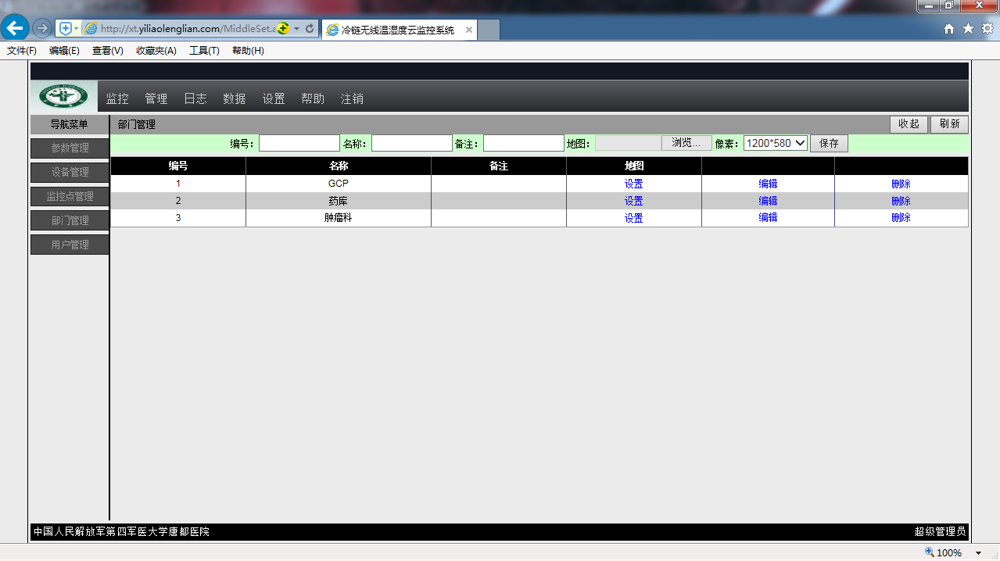 http://xt.yiliaolenglian.com/MiddleSet.a
冷链无线温湿度云监控系统
文件(F) 编辑(E) 查看(V) 收藏夹(A) 工具(T) 帮助(H)
监控 管理 日志 数据 设置 帮助 注销
导航菜单 部门管理 收起 刷新
参数管理
设备管理
监控点管理
部门管理
用户管理
编号: 名称: 备注: 地图: 浏览... 像素: 1200*580 保存
编号 名称 备注 地图
1 GCP 设置 编辑 删除
2 药库 设置 编辑 删除
3 肿瘤科 设置 编辑 删除
中国人民解放军第四军医大学唐都医院 超级管理员
100%